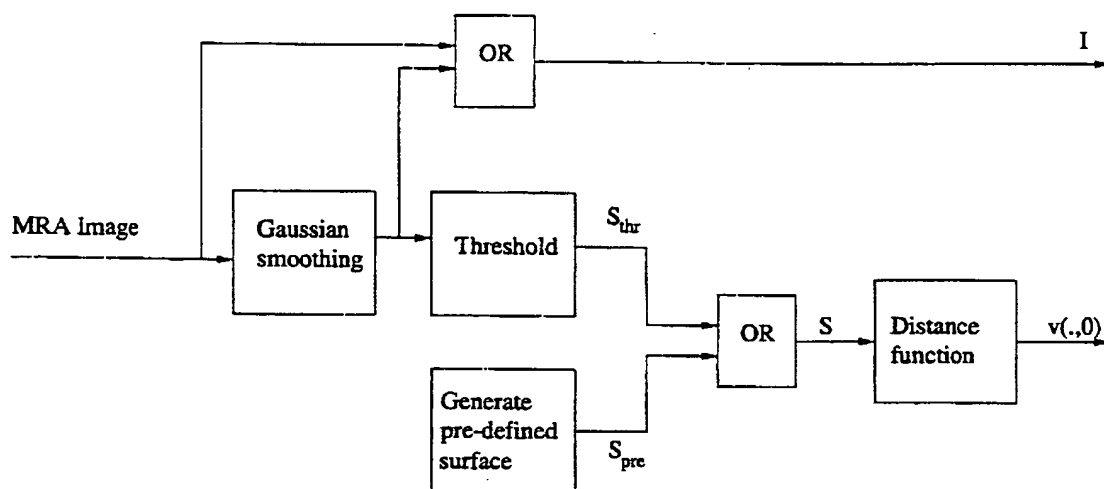 OR
I
MRA image
Gaussian
smoothing
Threshold
S_thr
OR
S
Distance
function
v(.,0)
Generate
pre-defined
surface
S_pre